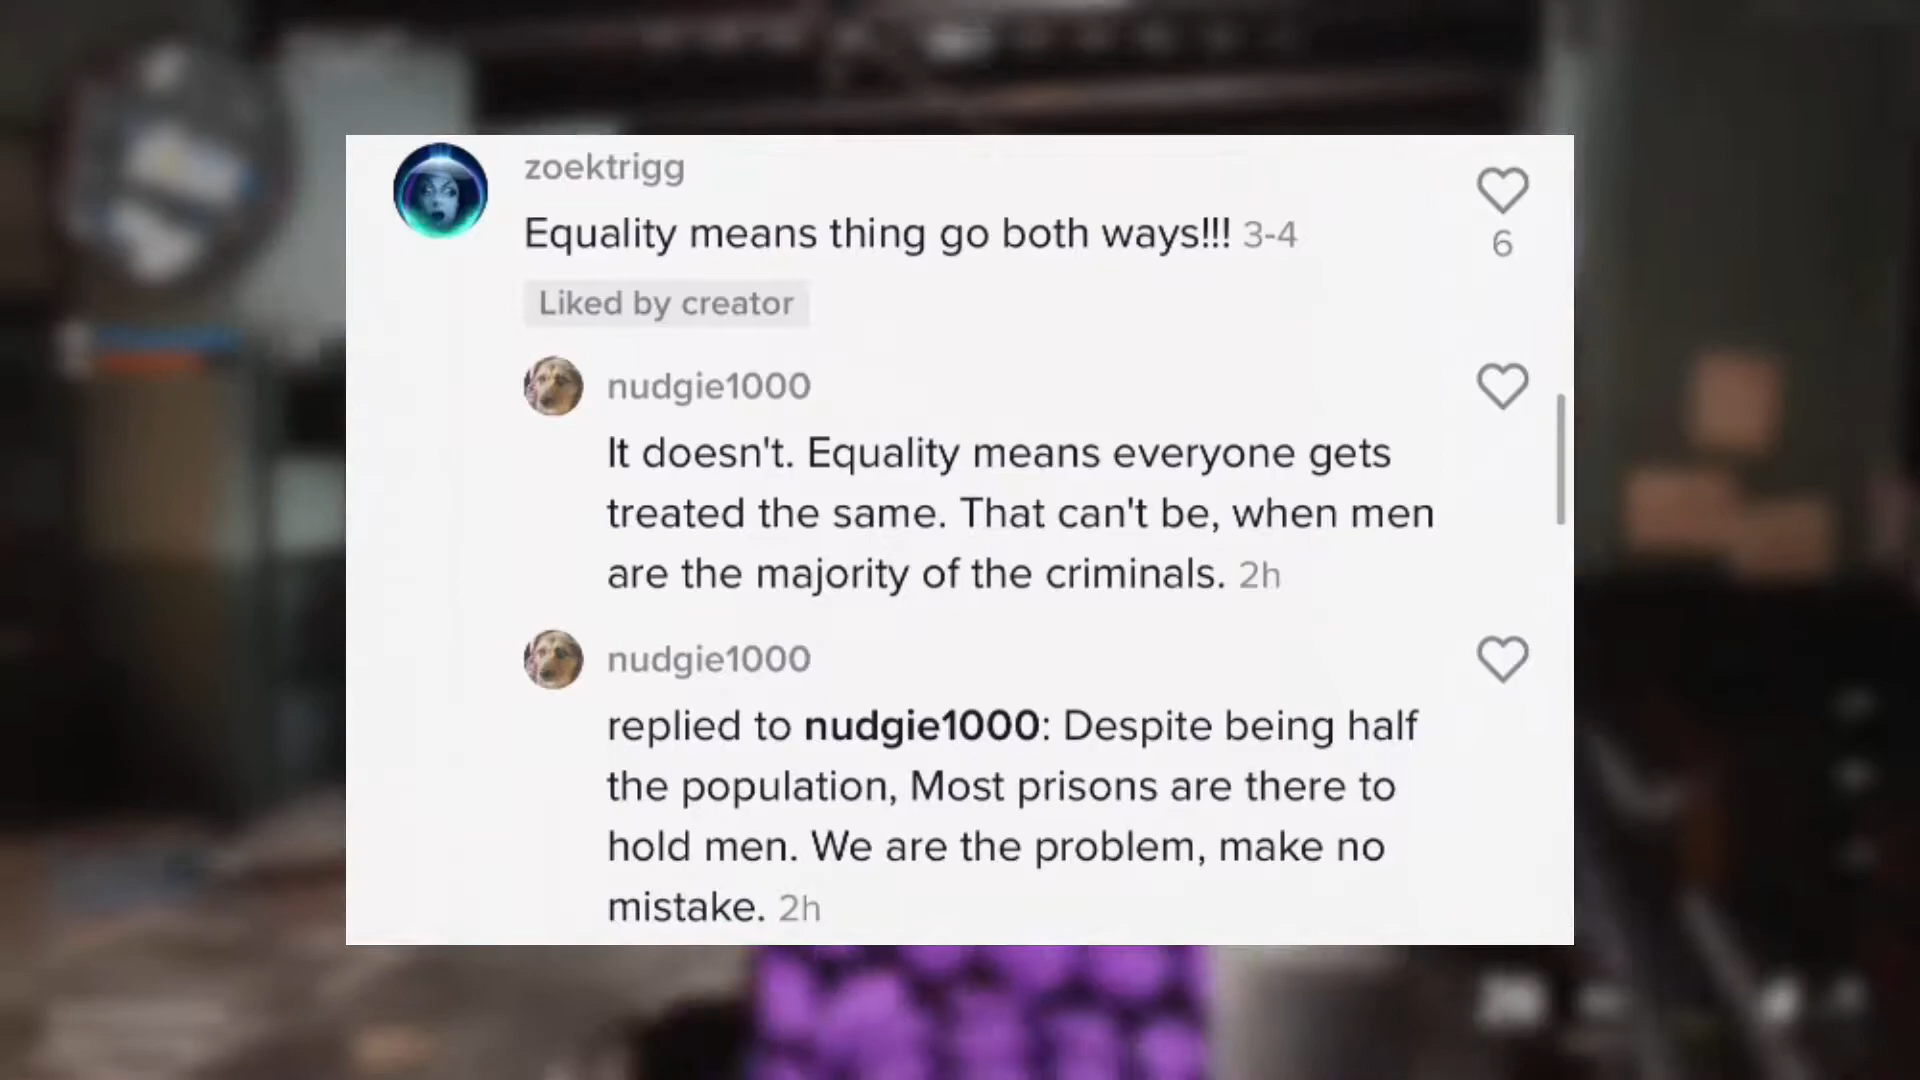 zoektrigg
Equality means thing go both ways!!! 3-4
6
Liked by creator
nudgie1000
It doesn't. Equality means everyone gets
treated the same. That can't be, when men
are the majority of the criminals. 2h
nudgie1000
replied to nudgie1000: Despite being half
the population, Most prisons are there to
hold men. We are the problem, make no
mistake. 2h